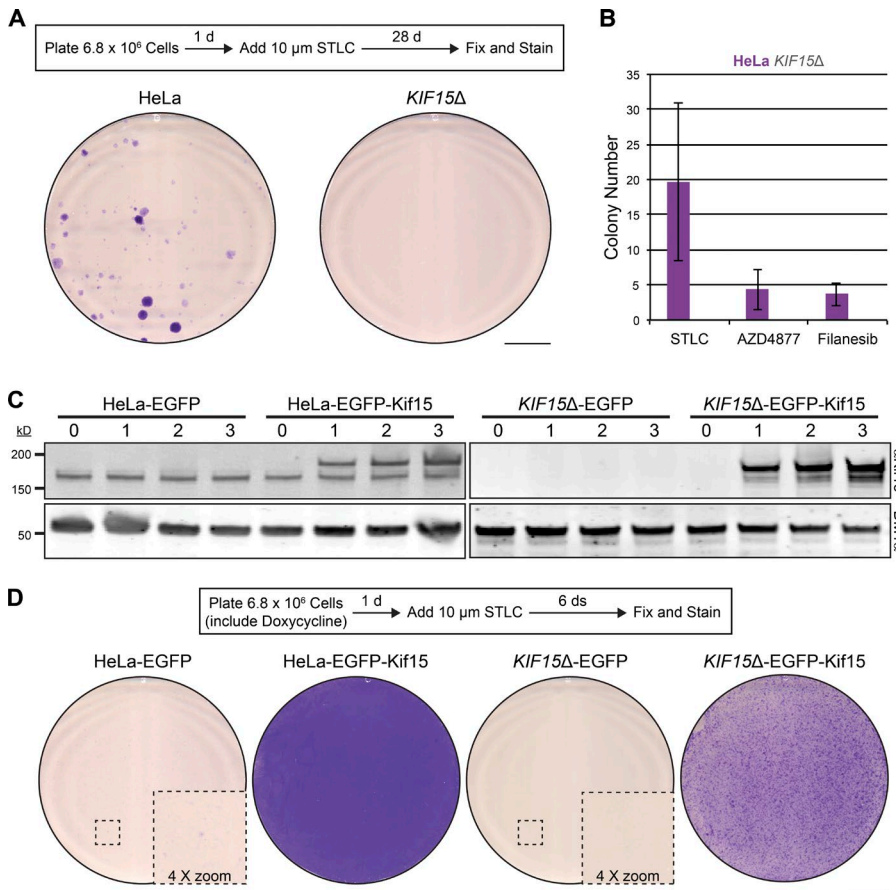 A
Plate 6.8 x 10⁶ Cells 1 d Add 10 µm STLC 28 d Fix and Stain
HeLa KIF15Δ
B
HeLa KIF15Δ
35
30
25
20
15
10
5
0
Colony Number
STLC AZD4877 Filanesib
C
HeLa-EGFP HeLa-EGFP-Kif15 KIF15Δ-EGFP KIF15Δ-EGFP-Kif15
kD 0 1 2 3 0 1 2 3 0 1 2 3 0 1 2 3
200
150
50
D
Plate 6.8 x 10⁶ Cells 1 d Add 10 µm STLC 6 ds Fix and Stain
(include Doxycycline)
HeLa-EGFP HeLa-EGFP-Kif15 KIF15Δ-EGFP KIF15Δ-EGFP-Kif15
4 X zoom 4 X zoom